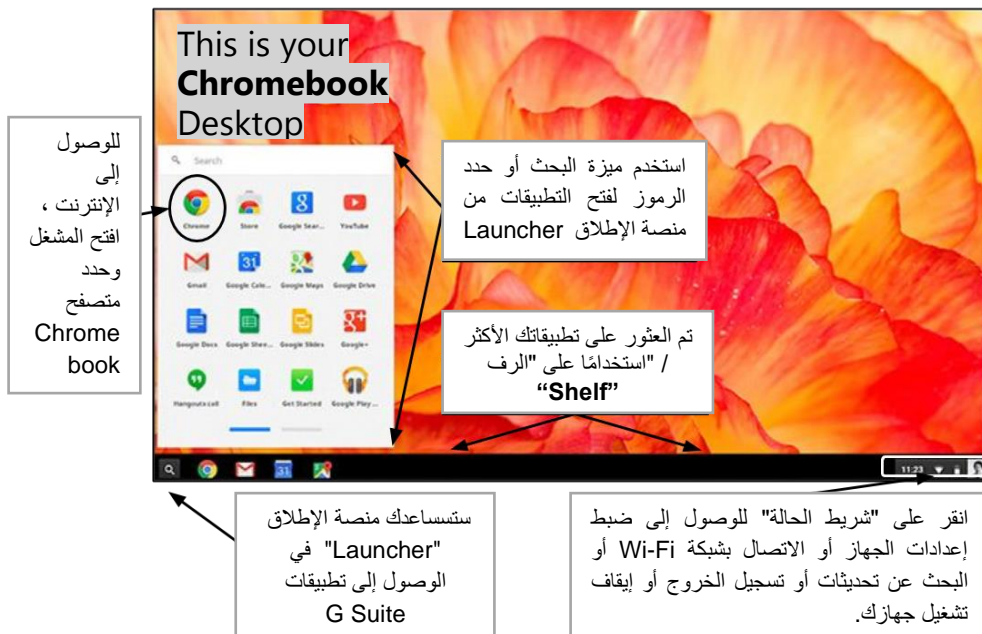 This is your
Chromebook
Desktop
للوصول
إلى
الإنترنت ،
افتح المشغل
وحدد
متصفح
Chrome
book
استخدم ميزة البحث أو حدد
الرموز لفتح التطبيقات من
منصة الإطلاق Launcher
تم العثور على تطبيقاتك الأكثر
استخدامًا على "الرف" /
“Shelf”
Search
Chrome Store Google Sear... YouTube
Gmail Google Cale... Google Maps Google Drive
Google Docs Google Shee... Google Slides Google+
Hangouts call Files Get Started Google Play ...
31
31
11:23
ستسساعدك منصة الإطلاق
"Launcher" في
الوصول إلى تطبيقات
G Suite
انقر على "شريط الحالة" للوصول إلى ضبط
إعدادات الجهاز أو الاتصال بشبكة Wi-Fi أو
البحث عن تحديثات أو تسجيل الخروج أو إيقاف
تشغيل جهازك.